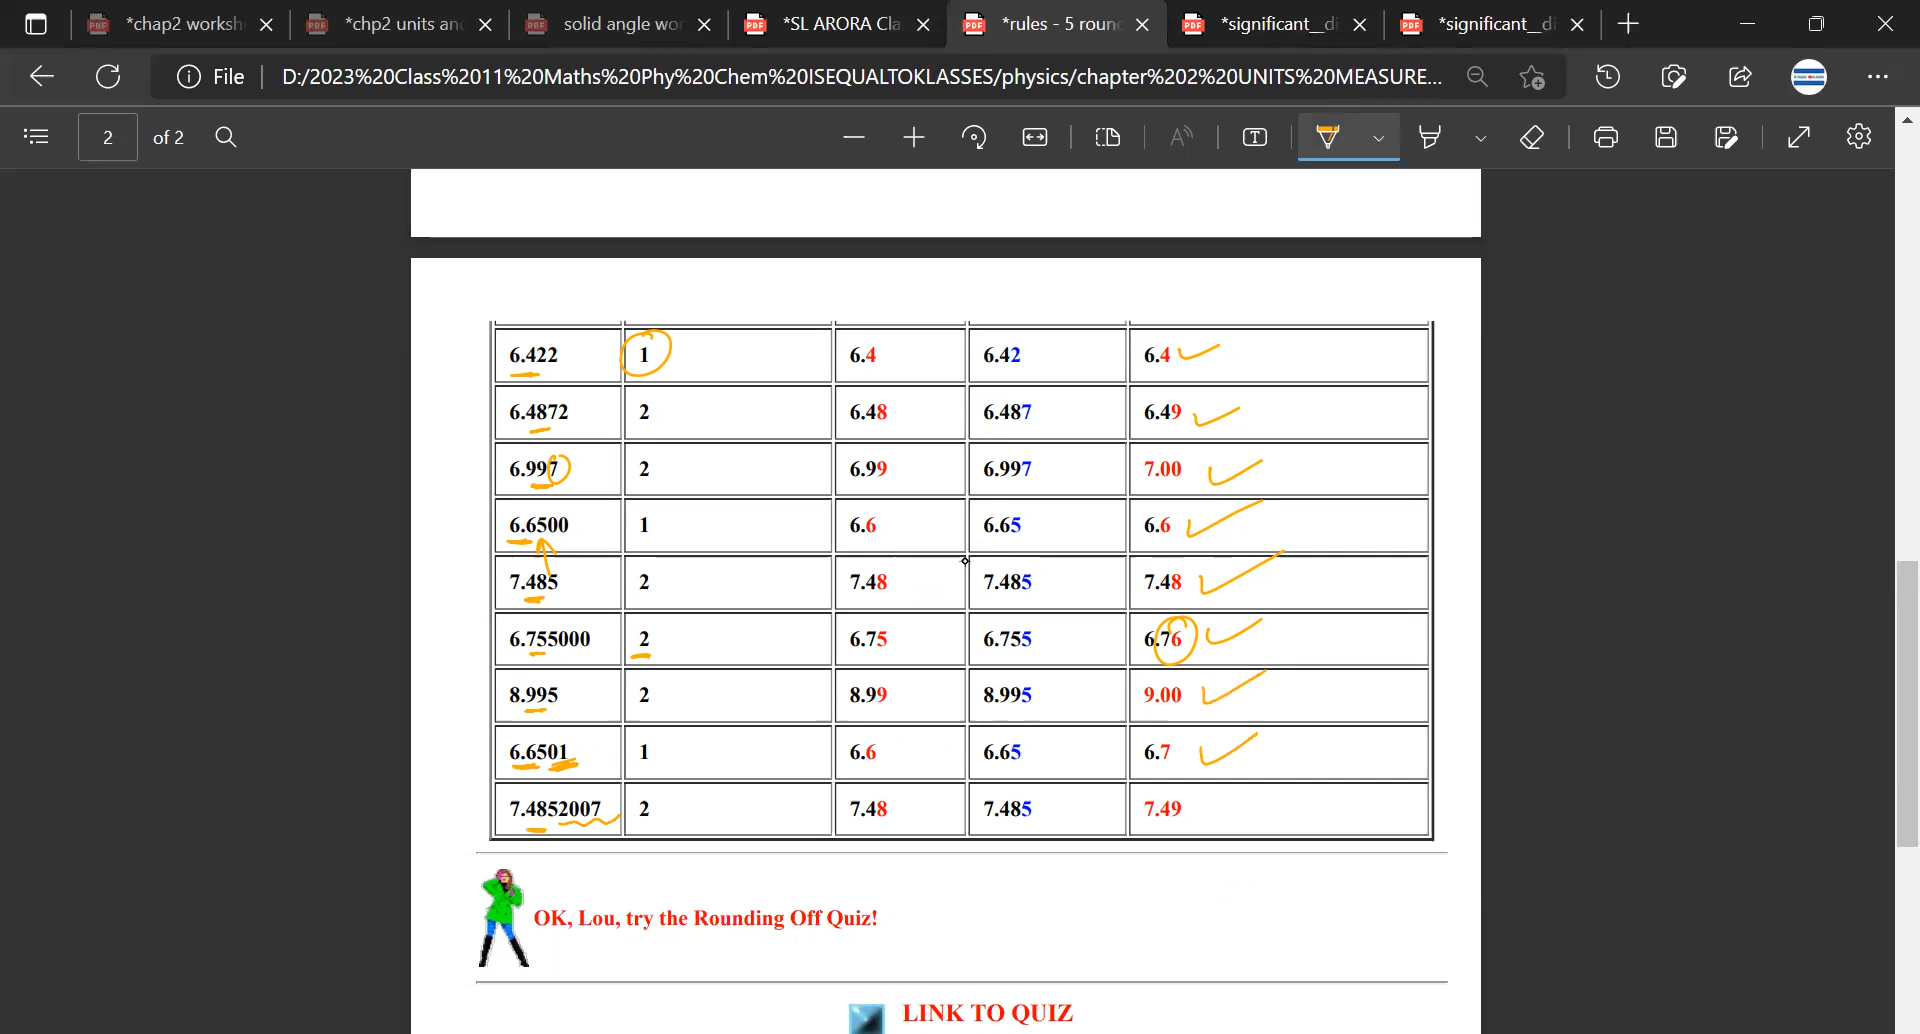 *chap2 worksh
*chp2 units an
solid angle wo
*SL ARORA Cla
*rules - 5 roun
*significant__di
*significant__di
File D:/2023%20Class%2011%20Maths%20Phy%20Chem%20ISEQUALTOKLASSES/physics/chapter%202%20UNITS%20MEASURE...
2 of 2
6.422 1 6.4 6.42 6.4
6.4872 2 6.48 6.487 6.49
6.997 2 6.99 6.997 7.00
6.6500 1 6.6 6.65 6.6
7.485 2 7.48 7.485 7.48
6.755000 2 6.75 6.755 6.76
8.995 2 8.99 8.995 9.00
6.6501 1 6.6 6.65 6.7
7.4852007 2 7.48 7.485 7.49
OK, Lou, try the Rounding Off Quiz!
LINK TO QUIZ